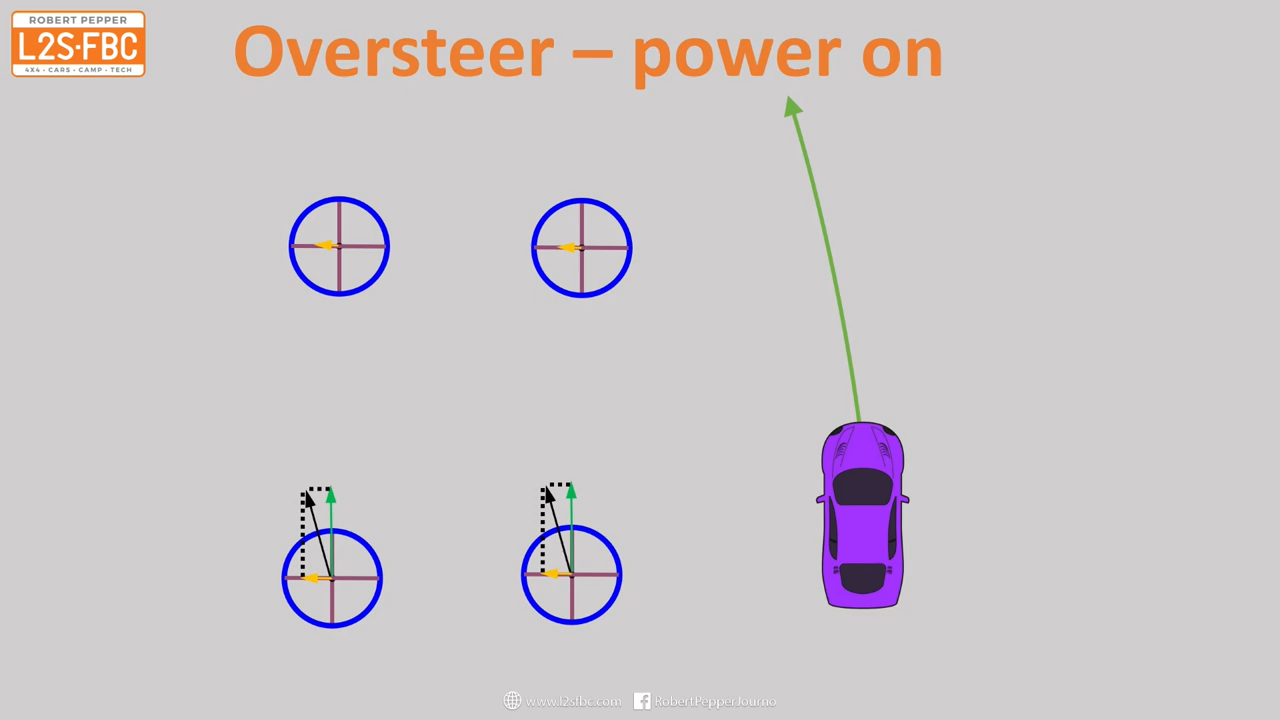 ROBERT PEPPER
L2S·FBC
4X4 · CARS · CAMP · TECH
Oversteer – power on
www.l2sfbc.com RobertPepperJourno